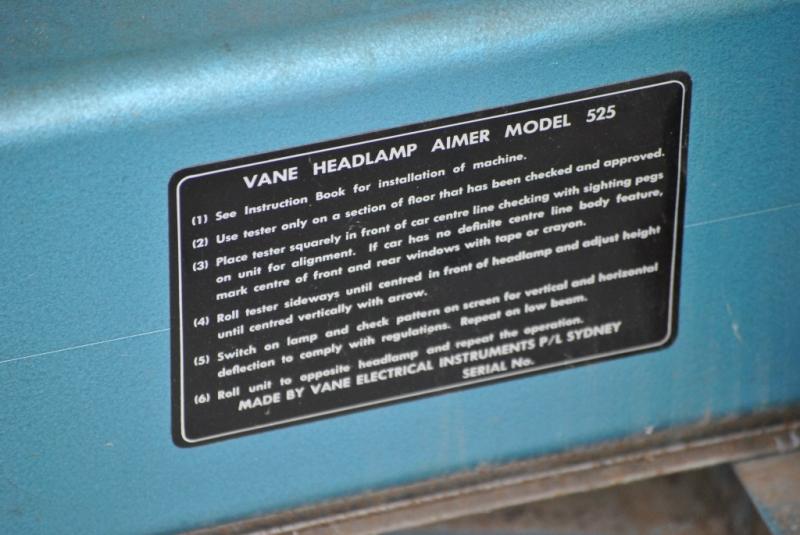 VANE HEADLAMP AIMER MODEL 525
(1) See Instruction Book for installation of machine.
(2) Use tester only on a section of floor that has been checked and approved.
(3) Place tester squarely in front of car centre line checking with sighting pegs
on unit for alignment. If car has no definite centre line body feature,
mark centre of front and rear windows with tape or crayon.
(4) Roll tester sideways until centred in front of headlamp and adjust height
until centred vertically with arrow.
(5) Switch on lamp and check pattern on screen for vertical and horizontal
deflection to comply with regulations. Repeat on low beam.
(6) Roll unit to opposite headlamp and repeat the operation.
MADE BY VANE ELECTRICAL INSTRUMENTS P/L SYDNEY
SERIAL No.